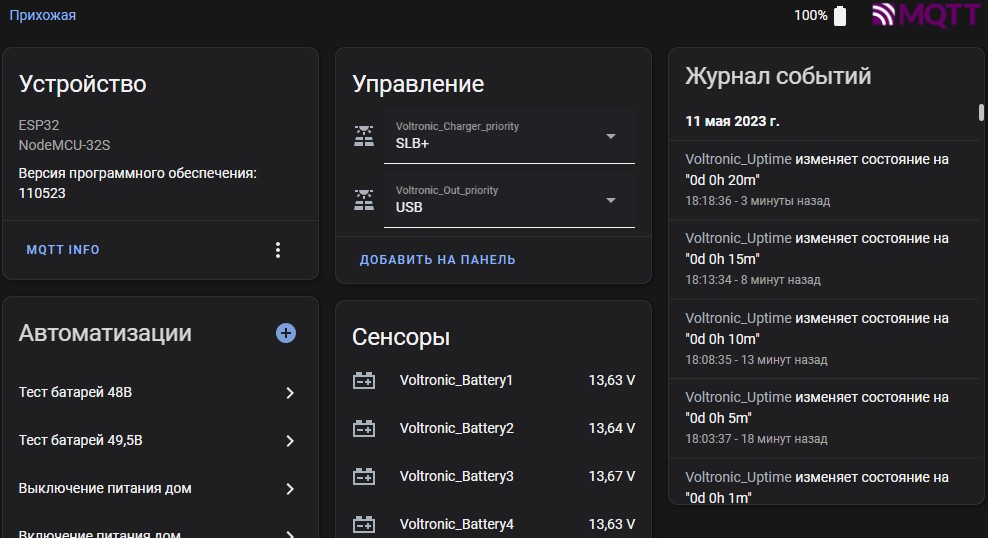 Прихожая
100%
MQTT
Устройство
ESP32
NodeMCU-32S
Версия программного обеспечения:
110523
MQTT INFO
Автоматизации
Тест батарей 48В
Тест батарей 49,5В
Выключение питания дом
Включение питания дом
Управление
Voltronic_Charger_priority
SLB+
Voltronic_Out_priority
USB
ДОБАВИТЬ НА ПАНЕЛЬ
Сенсоры
Voltronic_Battery1 13,63 V
Voltronic_Battery2 13,64 V
Voltronic_Battery3 13,67 V
Voltronic_Battery4 13,63 V
Журнал событий
11 мая 2023 г.
Voltronic_Uptime изменяет состояние на
"0d 0h 20m"
18:18:36 - 3 минуты назад
Voltronic_Uptime изменяет состояние на
"0d 0h 15m"
18:13:34 - 8 минут назад
Voltronic_Uptime изменяет состояние на
"0d 0h 10m"
18:08:35 - 13 минут назад
Voltronic_Uptime изменяет состояние на
"0d 0h 5m"
18:03:37 - 18 минут назад
Voltronic_Uptime изменяет состояние на
"0d 0h 1m"